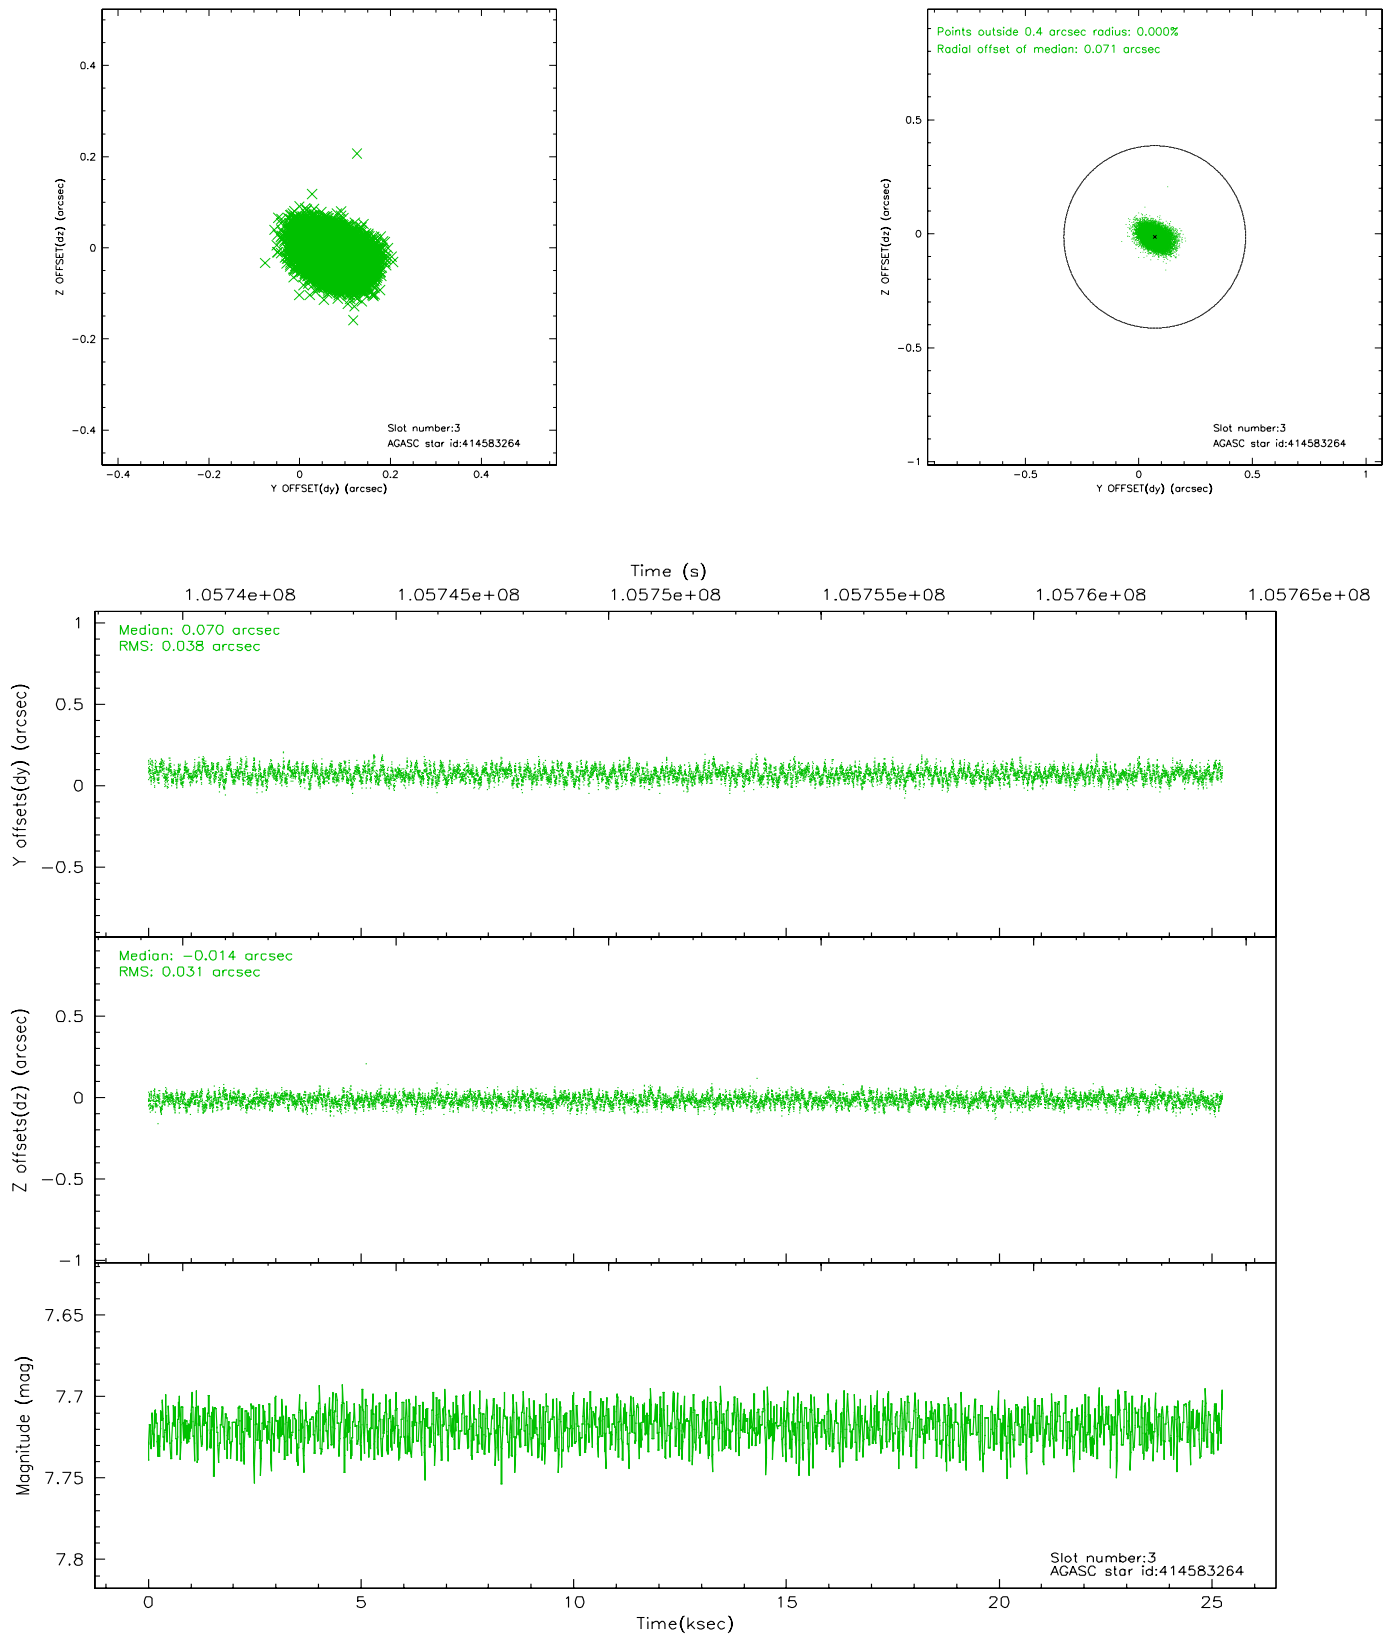 0.4
0.2
0
−0.2
−0.4
Z OFFSET(dz) (arcsec)
Slot number:3
AGASC star id:414583264
−0.4 −0.2 0 0.2 0.4
Y OFFSET(dy) (arcsec)
Points outside 0.4 arcsec radius: 0.000%
Radial offset of median: 0.071 arcsec
0.5
0
−0.5
−1
Z OFFSET(dz) (arcsec)
Slot number:3
AGASC star id:414583264
−0.5 0 0.5 1
Y OFFSET(dy) (arcsec)
Time (s)
1.0574e+08 1.05745e+08 1.0575e+08 1.05755e+08 1.0576e+08 1.05765e+08
Median: 0.070 arcsec
RMS: 0.038 arcsec
1
0.5
0
−0.5
Y offsets(dy) (arcsec)
Median: −0.014 arcsec
RMS: 0.031 arcsec
0.5
0
−0.5
−1
Z offsets(dz) (arcsec)
7.65
7.7
7.75
7.8
Magnitude (mag)
Slot number:3
AGASC star id:414583264
0 5 10 15 20 25
Time(ksec)